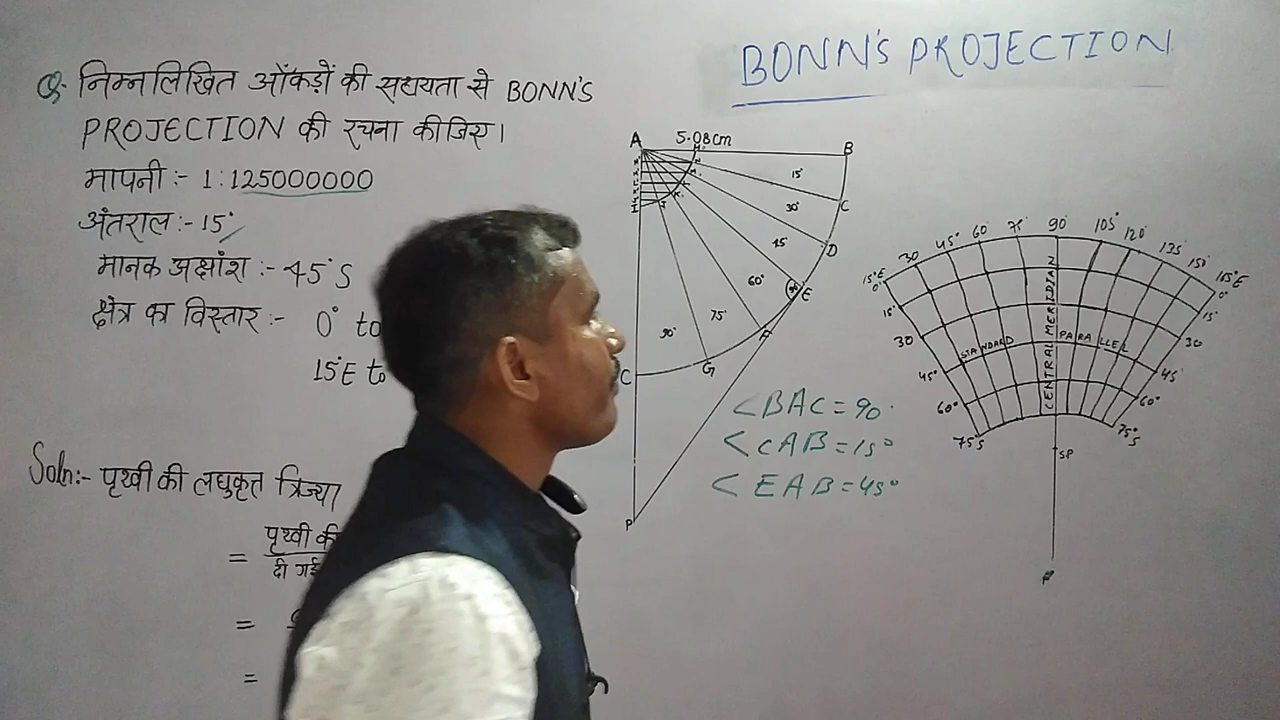 BONN'S PROJECTION
Q. निम्नलिखित आँकड़ों की सहायता से BONN'S
PROJECTION की रचना कीजिए।
मापनी :- 1:125000000
अंतराल :- 15°
मानक अक्षांश :- 45°S
क्षेत्र का विस्तार :- 0° to
15°E to
Soln:- पृथ्वी की लघुकृत त्रिज्या
= पृथ्वी की
दी गई
=
=
A 5.08cm B
15°
30° C
45 D
60° E
75° F
90° G
C
P
<BAC = 90°
<CAB = 15°
<EAB = 45°
15°E 30 45° 60 75 90° 105° 120° 135 150 165°E
0° 0°
15° 15
30 30
45° 45
60° 60°
75°S 75°S
STANDARD PARALLEL
CENTRAL MERIDIAN
SP
P